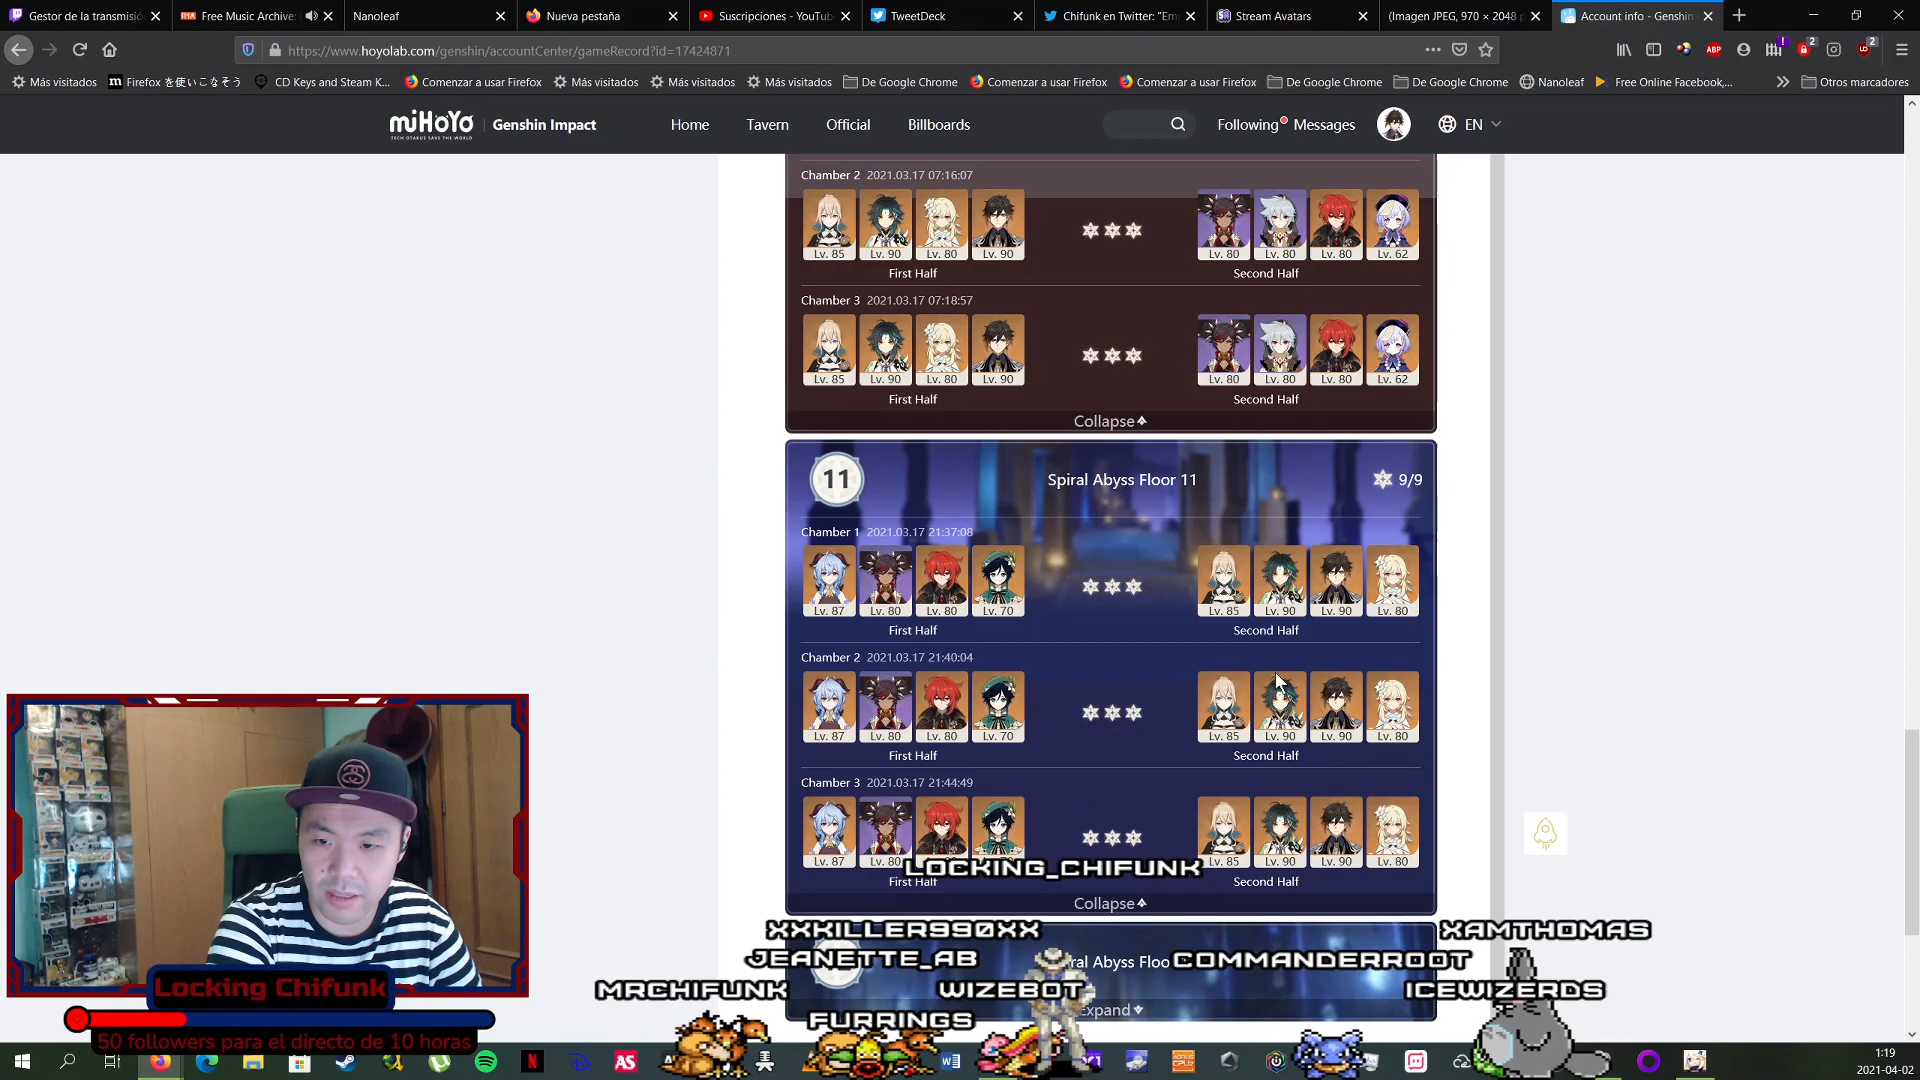 Gestor de la transmisió
Free Music Archive:
Nanoleaf
Nueva pestaña
Suscripciones - YouTub
TweetDeck
Chifunk en Twitter: "Em
Stream Avatars
(Imagen JPEG, 970 × 2048 p
Account info - Genshin
https://www.hoyolab.com/genshin/accountCenter/gameRecord?id=17424871
Más visitados
Firefox を使いこなそう
CD Keys and Steam K...
Comenzar a usar Firefox
Más visitados
Más visitados
Más visitados
De Google Chrome
Comenzar a usar Firefox
Comenzar a usar Firefox
De Google Chrome
De Google Chrome
Nanoleaf
Free Online Facebook,...
Otros marcadores
miHoYo
TECH OTAKUS SAVE THE WORLD
Genshin Impact
Home
Tavern
Official
Billboards
Following
Messages
EN
Chamber 2 2021.03.17 07:16:07
Lv. 85 Lv. 90 Lv. 80 Lv. 90 Lv. 80 Lv. 80 Lv. 80 Lv. 62
First Half Second Half
Chamber 3 2021.03.17 07:18:57
Lv. 85 Lv. 90 Lv. 80 Lv. 90 Lv. 80 Lv. 80 Lv. 80 Lv. 62
First Half Second Half
Collapse
11 Spiral Abyss Floor 11 9/9
Chamber 1 2021.03.17 21:37:08
Lv. 87 Lv. 80 Lv. 80 Lv. 70 Lv. 85 Lv. 90 Lv. 90 Lv. 80
First Half Second Half
Chamber 2 2021.03.17 21:40:04
Lv. 87 Lv. 80 Lv. 80 Lv. 70 Lv. 85 Lv. 90 Lv. 90 Lv. 80
First Half Second Half
Chamber 3 2021.03.17 21:44:49
Lv. 87 Lv. 80 Lv. 85 Lv. 90 Lv. 90 Lv. 80
LOCKING_CHIFUNK
First Half Second Half
Collapse
XXKILLER990XX
XAMTHOMAS
JEANETTE_AB
ral Abyss Floo
COMMANDERROOT
MRCHIFUNK
WIZEBOT
ICEWIZERDS
Expand
FURRINGS
Locking Chifunk
50 followers para el directo de 10 horas
1:19
2021-04-02